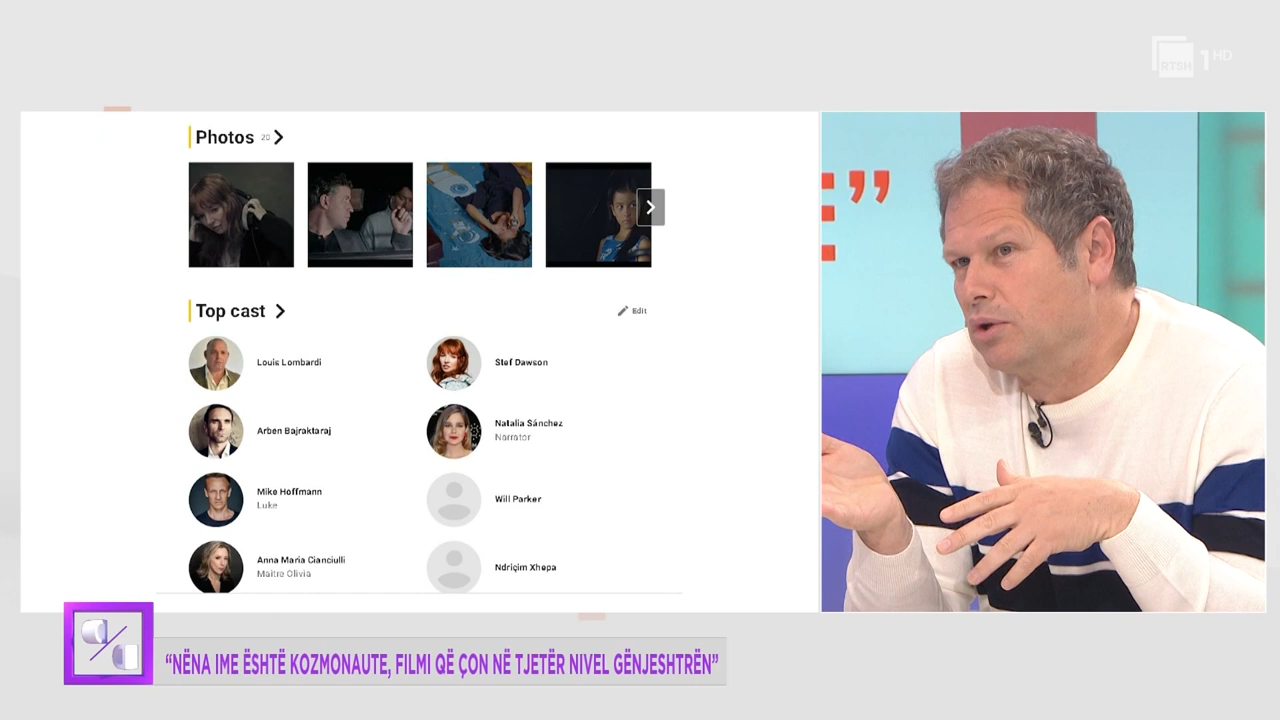 RTSH 1 HD
Photos 20
E”
Top cast
Edit
Louis Lombardi
Stef Dawson
Arben Bajraktaraj
Natalia Sánchez
Narrator
Mike Hoffmann
Luke
Will Parker
Anna Maria Cianciulli
Maitre Olivia
Ndriçim Xhepa
“NËNA IME ËSHTË KOZMONAUTE, FILMI QË ÇON NË TJETËR NIVEL GËNJESHTRËN”